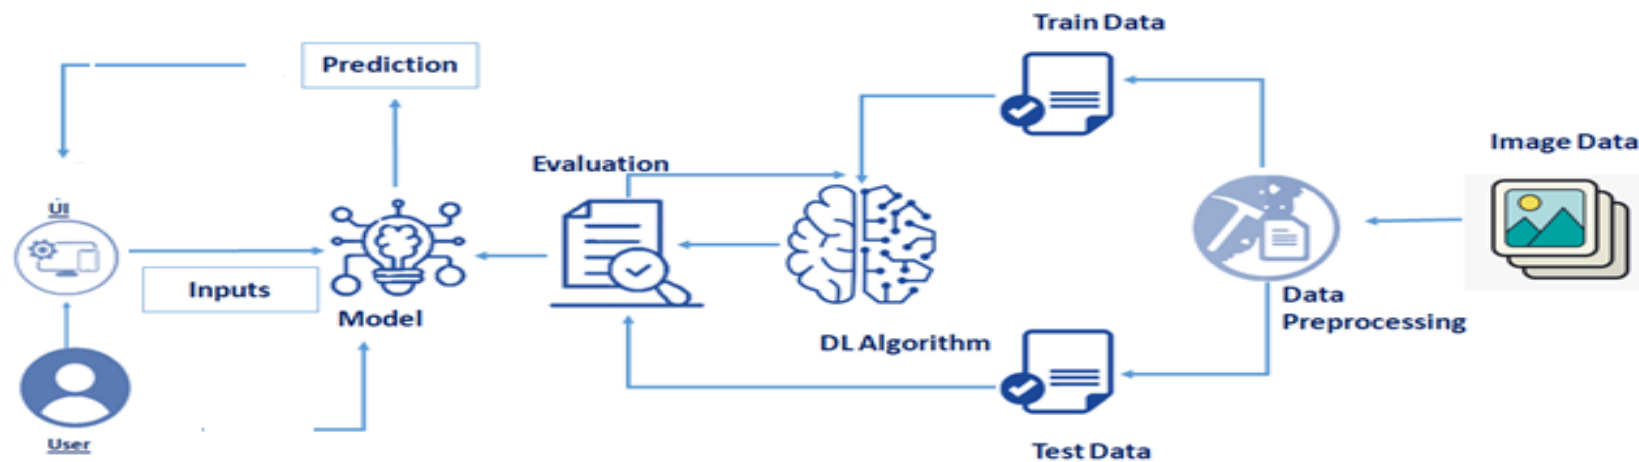 Train Data
Prediction
Image Data
Evaluation
UI
Inputs
Model
Data
Preprocessing
DL Algorithm
User
Test Data